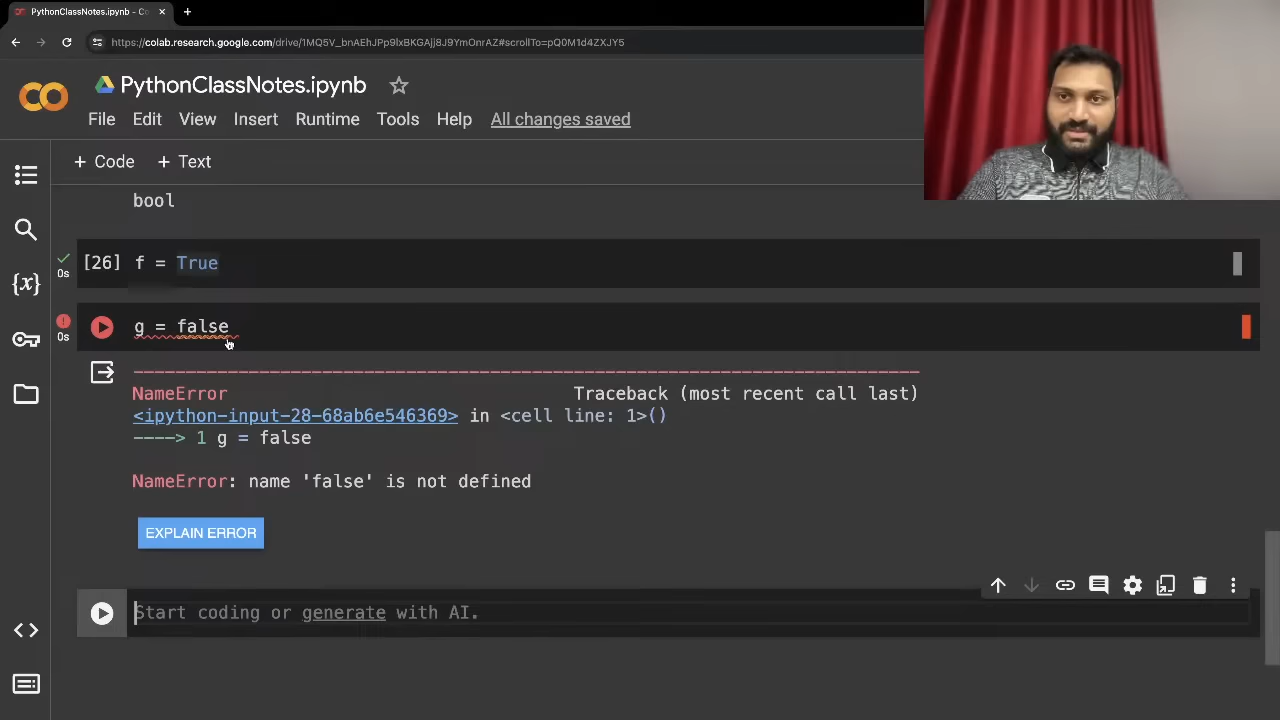 PythonClassNotes.ipynb - Co
https://colab.research.google.com/drive/1MQ5V_bnAEhJPp9lxBKGAjj8J9YmOnrAZ#scrollTo=pQ0M1d4ZXJY5
PythonClassNotes.ipynb
File Edit View Insert Runtime Tools Help All changes saved
+ Code + Text
bool
[26] f = True
0s
g = false
0s
NameError Traceback (most recent call last)
<ipython-input-28-68ab6e546369> in <cell line: 1>()
----> 1 g = false
NameError: name 'false' is not defined
EXPLAIN ERROR
Start coding or generate with AI.